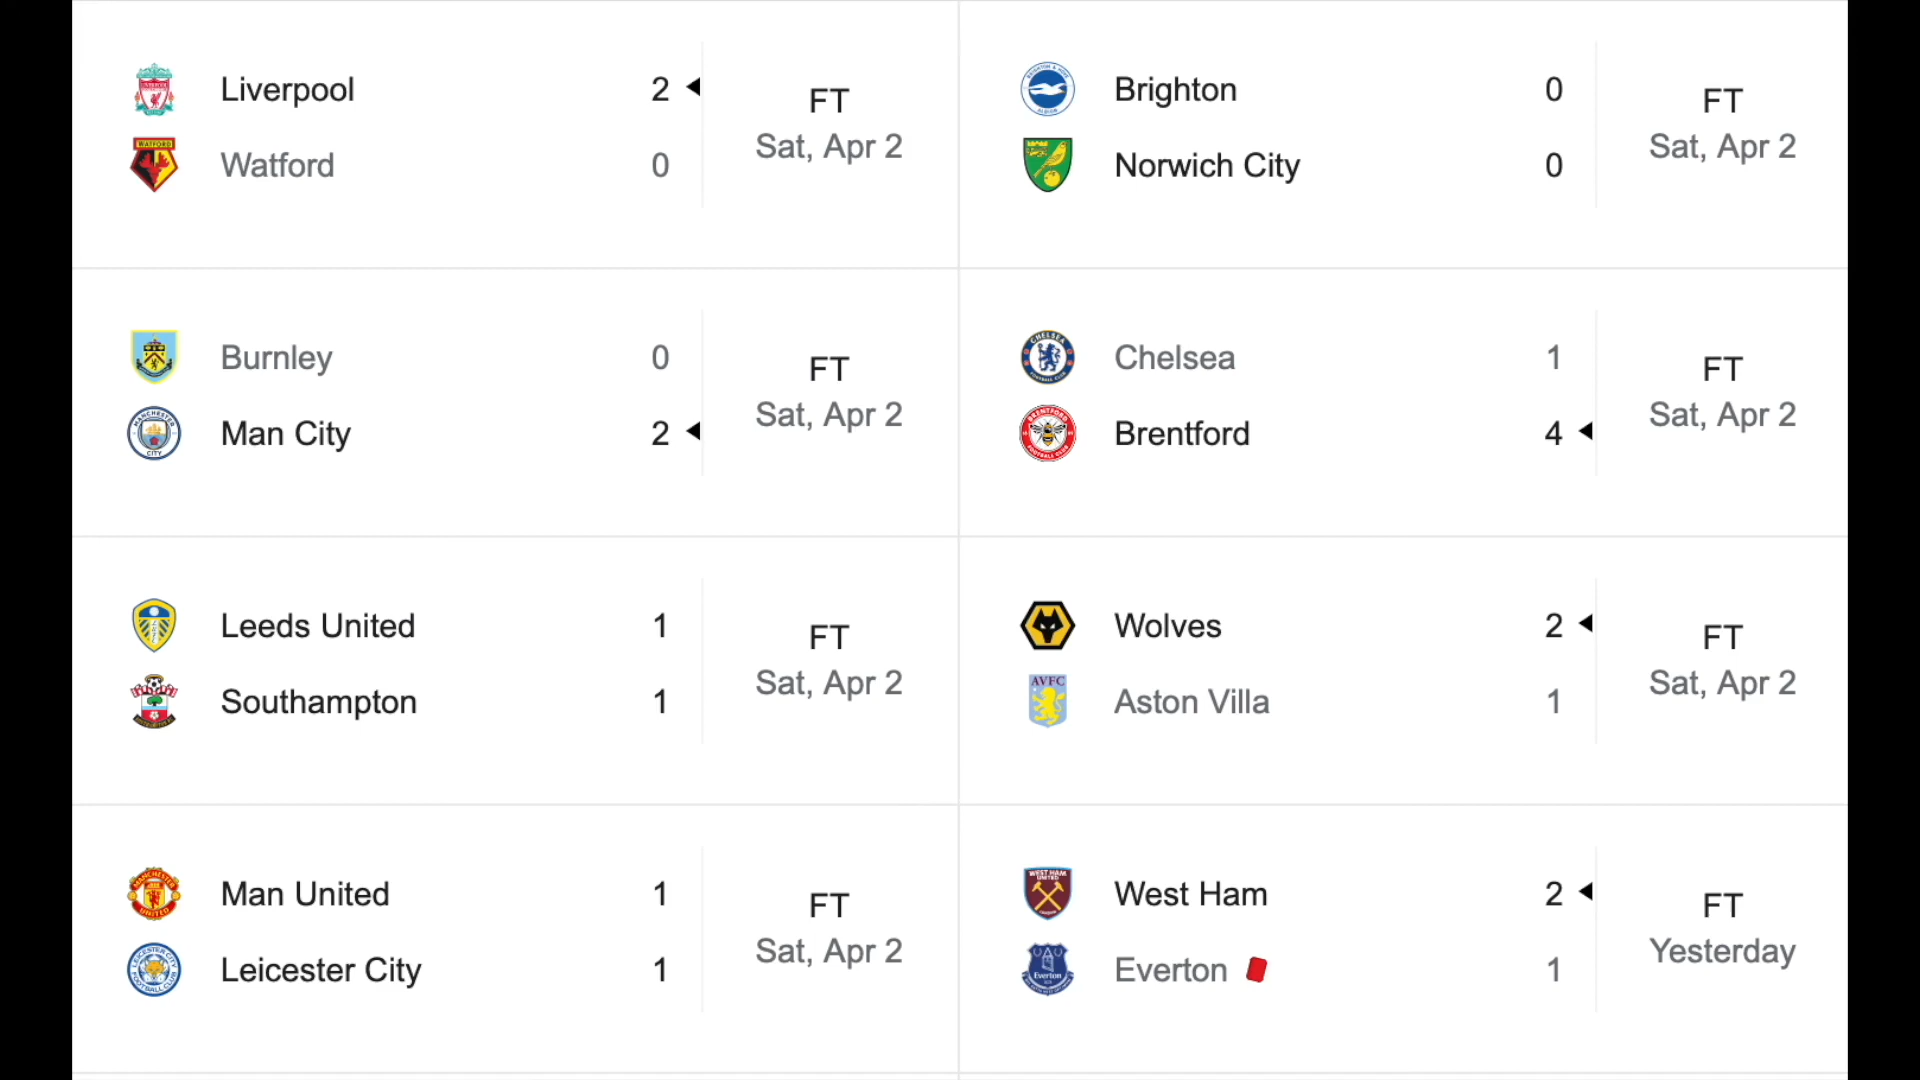 Liverpool 2
Watford 0
FT
Sat, Apr 2
Brighton 0
Norwich City 0
FT
Sat, Apr 2
Burnley 0
Man City 2
FT
Sat, Apr 2
Chelsea 1
Brentford 4
FT
Sat, Apr 2
Leeds United 1
Southampton 1
FT
Sat, Apr 2
Wolves 2
AVFC
Aston Villa 1
FT
Sat, Apr 2
Man United 1
Leicester City 1
FT
Sat, Apr 2
West Ham 2
Everton 1
FT
Yesterday